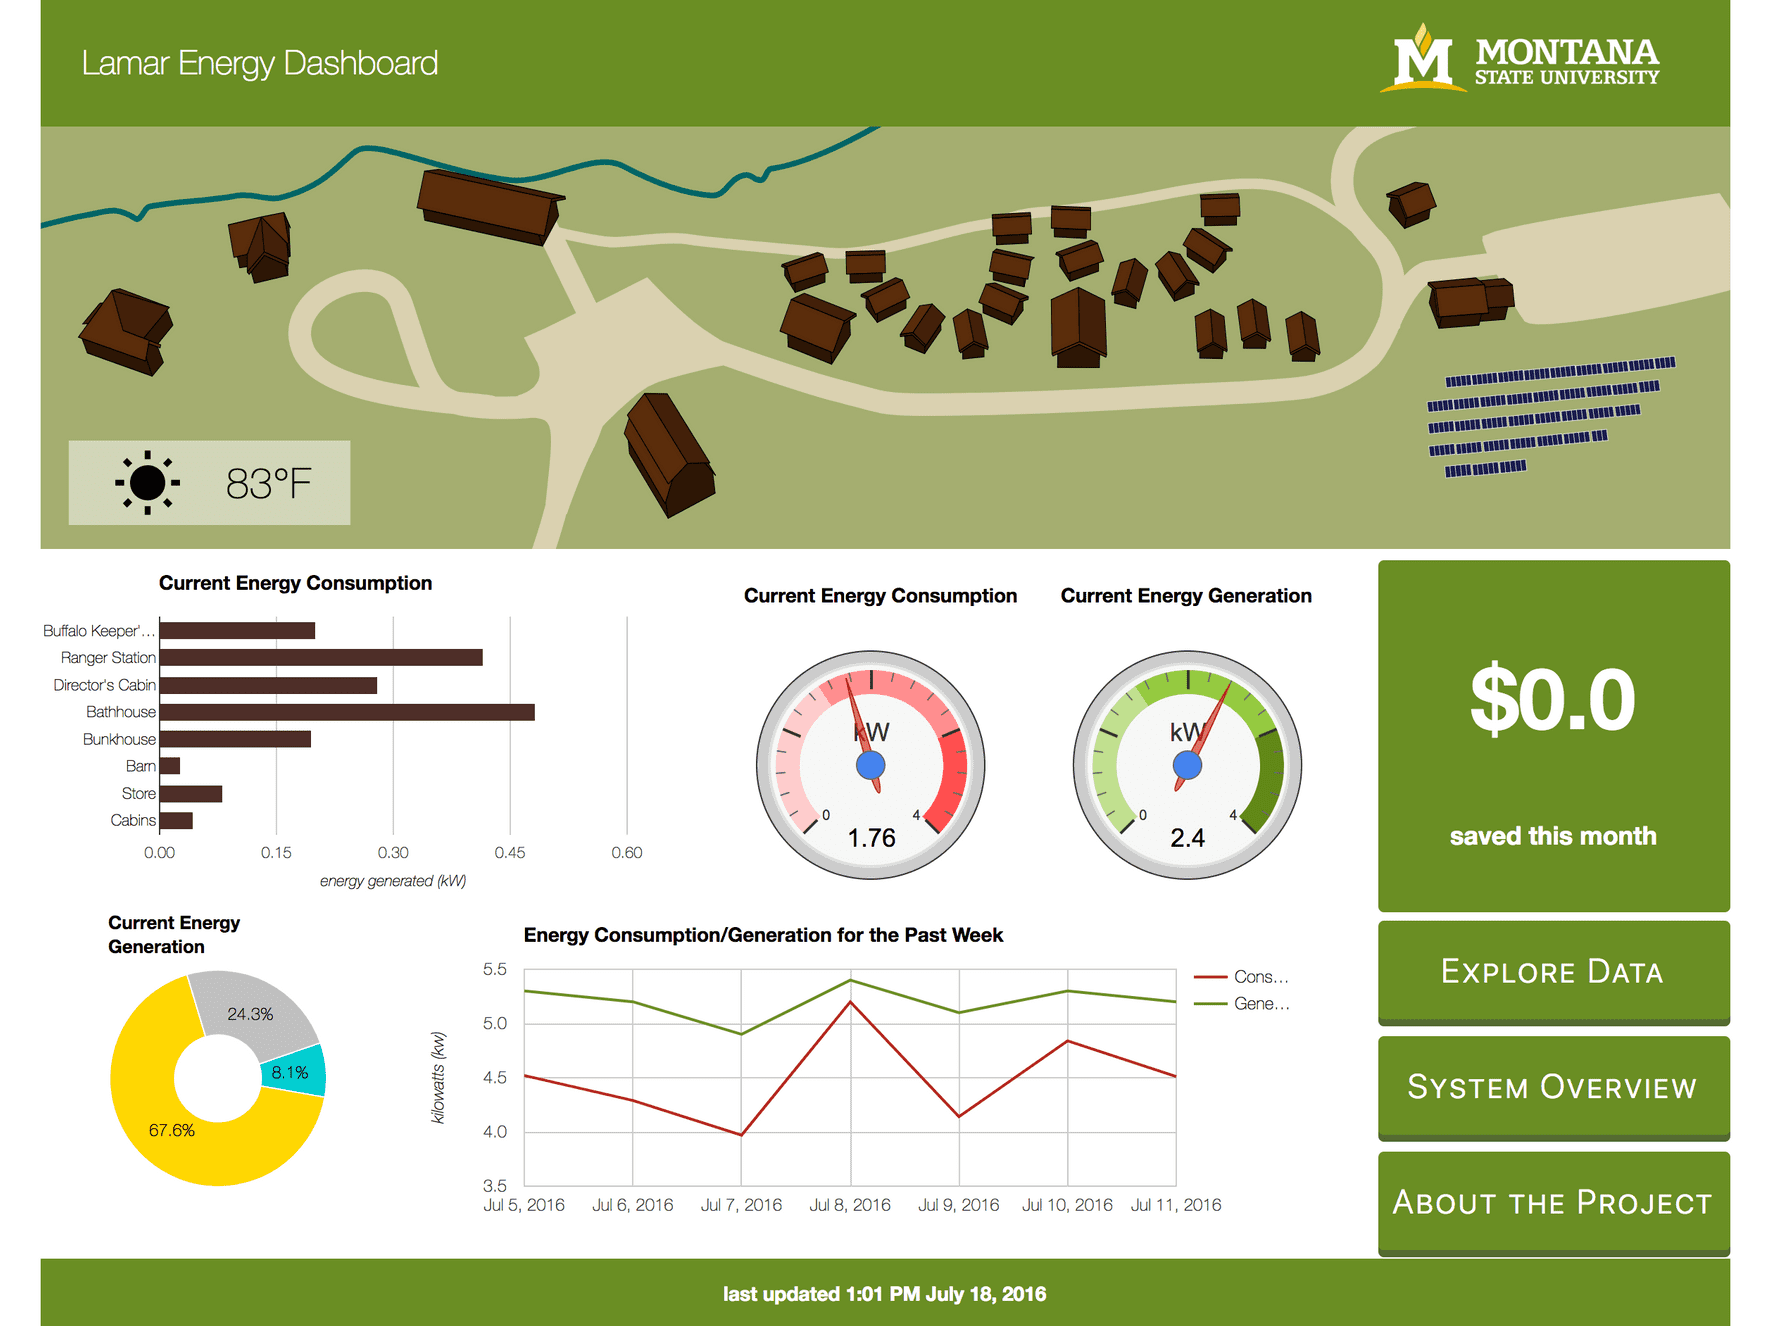 Lamar Energy Dashboard
M MONTANA
STATE UNIVERSITY
83°F
Current Energy Consumption
Buffalo Keeper'...
Ranger Station
Director's Cabin
Bathhouse
Bunkhouse
Barn
Store
Cabins
0.00 0.15 0.30 0.45 0.60
energy generated (kW)
Current Energy Consumption
kW
0 4
1.76
Current Energy Generation
kW
0 4
2.4
$0.0
saved this month
Current Energy
Generation
24.3%
8.1%
67.6%
Energy Consumption/Generation for the Past Week
kilowatts (kw)
5.5
5.0
4.5
4.0
3.5
Jul 5, 2016 Jul 6, 2016 Jul 7, 2016 Jul 8, 2016 Jul 9, 2016 Jul 10, 2016 Jul 11, 2016
Cons...
Gene...
EXPLORE DATA
SYSTEM OVERVIEW
ABOUT THE PROJECT
last updated 1:01 PM July 18, 2016